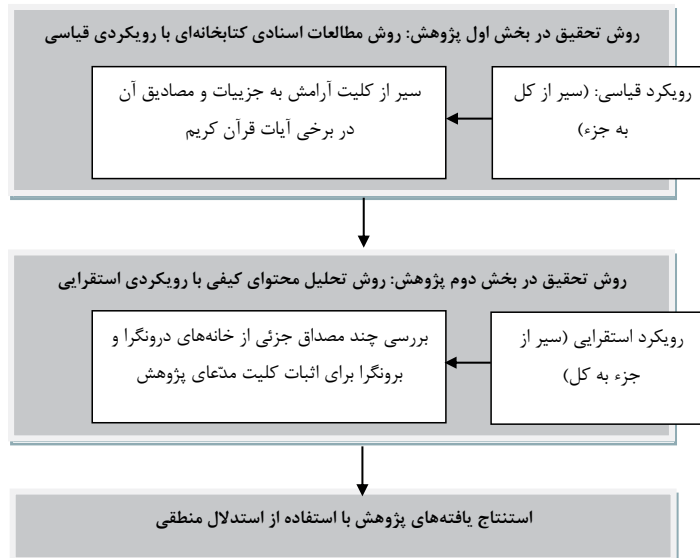 روش تحقیق در بخش اول پژوهش: روش مطالعات اسنادی کتابخانه‌ای با رویکردی قیاسی
رویکرد قیاسی: (سیر از کل
به جزء)
سیر از کلیت آرامش به جزییات و مصادیق آن
در برخی آیات قرآن کریم
روش تحقیق در بخش دوم پژوهش: روش تحلیل محتوای کیفی با رویکردی استقرایی
رویکرد استقرایی (سیر از
جزء به کل)
بررسی چند مصداق جزئی از خانه‌های درونگرا و
برونگرا برای اثبات کلیت مدّعای پژوهش
استنتاج یافته‌های پژوهش با استفاده از استدلال منطقی